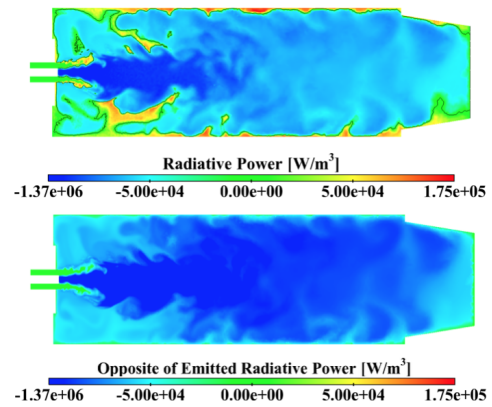 Radiative Power [W/m³]
-1.37e+06 -5.00e+04 0.00e+00 5.00e+04 1.75e+05
Opposite of Emitted Radiative Power [W/m³]
-1.37e+06 -5.00e+04 0.00e+00 5.00e+04 1.75e+05